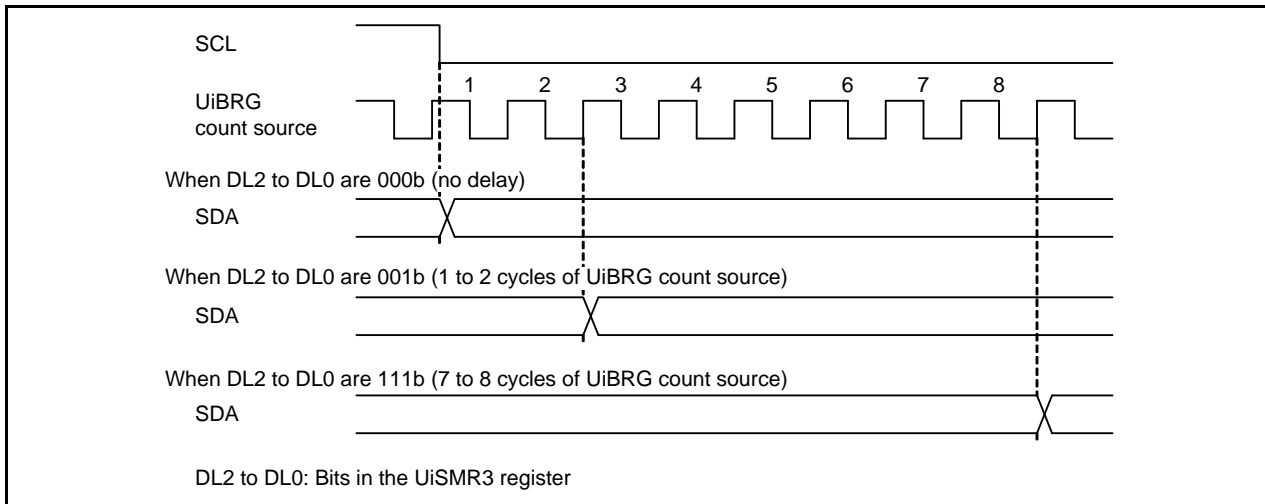 SCL
1 2 3 4 5 6 7 8
UiBRG
count source
When DL2 to DL0 are 000b (no delay)
SDA
When DL2 to DL0 are 001b (1 to 2 cycles of UiBRG count source)
SDA
When DL2 to DL0 are 111b (7 to 8 cycles of UiBRG count source)
SDA
DL2 to DL0: Bits in the UiSMR3 register